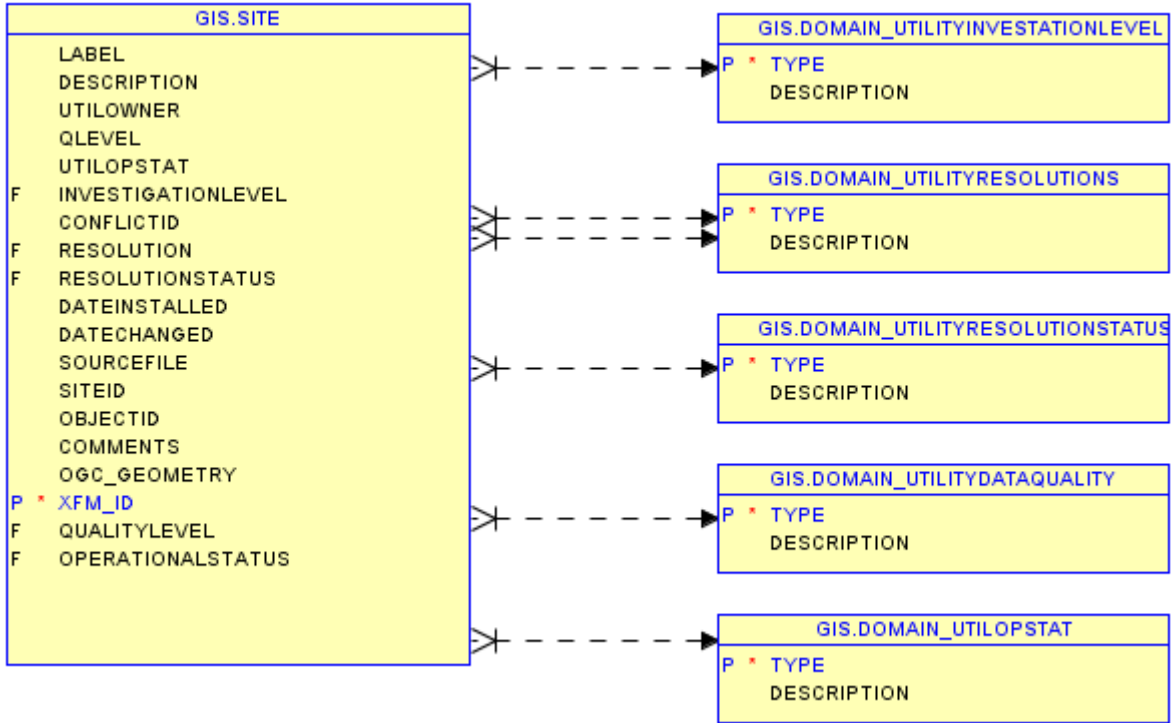 GIS.SITE
LABEL
DESCRIPTION
UTILOWNER
QLEVEL
UTILOPSTAT
F INVESTIGATIONLEVEL
CONFLICTID
F RESOLUTION
F RESOLUTIONSTATUS
DATEINSTALLED
DATECHANGED
SOURCEFILE
SITEID
OBJECTID
COMMENTS
OGC_GEOMETRY
P * XFM_ID
F QUALITYLEVEL
F OPERATIONALSTATUS
GIS.DOMAIN_UTILITYINVESTATIONLEVEL
P * TYPE
DESCRIPTION
GIS.DOMAIN_UTILITYRESOLUTIONS
P * TYPE
DESCRIPTION
GIS.DOMAIN_UTILITYRESOLUTIONSTATUS
P * TYPE
DESCRIPTION
GIS.DOMAIN_UTILITYDATAQUALITY
P * TYPE
DESCRIPTION
GIS.DOMAIN_UTILOPSTAT
P * TYPE
DESCRIPTION